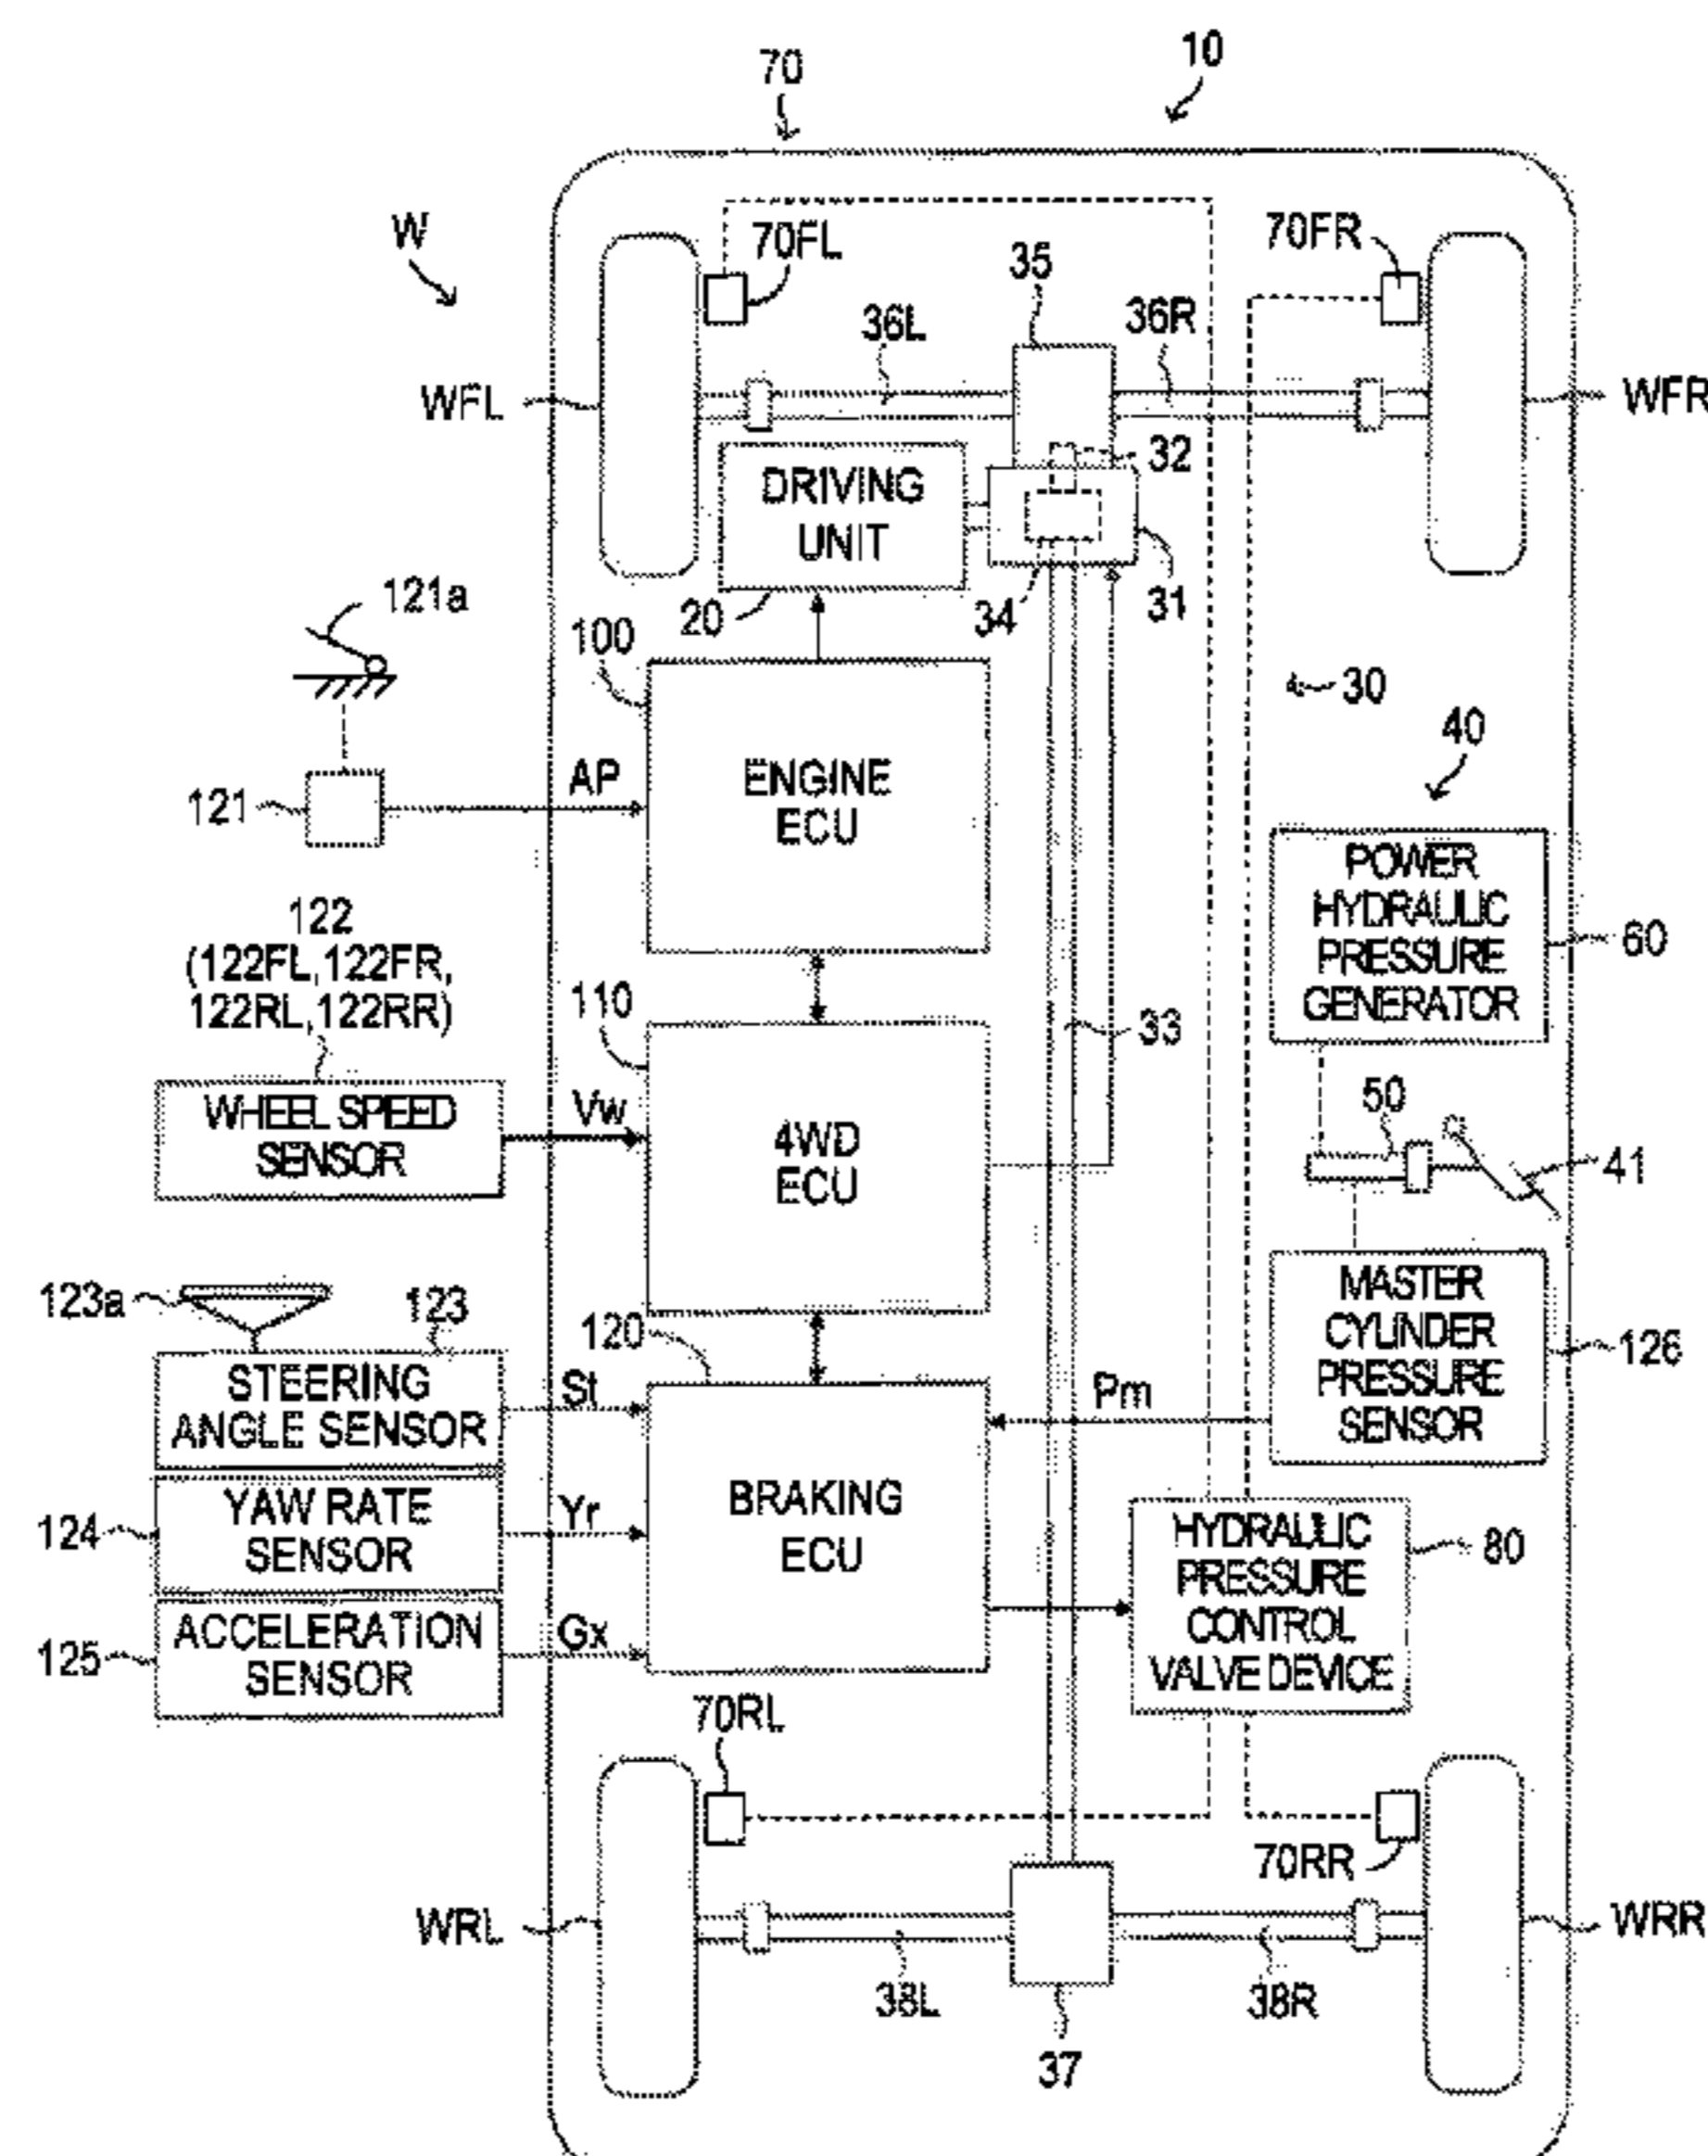 10
70
W
70FL
70FR
35
36L
36R
WFL
WFR
32
DRIVING
UNIT
121a
20
34
31
100
30
40
ENGINE
ECU
AP
121
POWER
HYDRAULIC
PRESSURE
GENERATOR
60
122
(122FL,122FR,
122RL,122RR)
110
33
50
WHEEL SPEED
SENSOR
Vw
4WD
ECU
41
123a
123
120
MASTER
CYLINDER
PRESSURE
SENSOR
126
STEERING
ANGLE SENSOR
St
Pm
124
YAW RATE
SENSOR
Yr
BRAKING
ECU
HYDRAULIC
PRESSURE
CONTROL
VALVE DEVICE
80
125
ACCELERATION
SENSOR
Gx
70RL
70RR
WRL
WRR
38L
38R
37